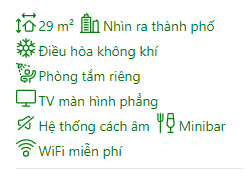 29 m² Nhìn ra thành phố
Điều hòa không khí
Phòng tắm riêng
TV màn hình phẳng
Hệ thống cách âm Minibar
WiFi miễn phí